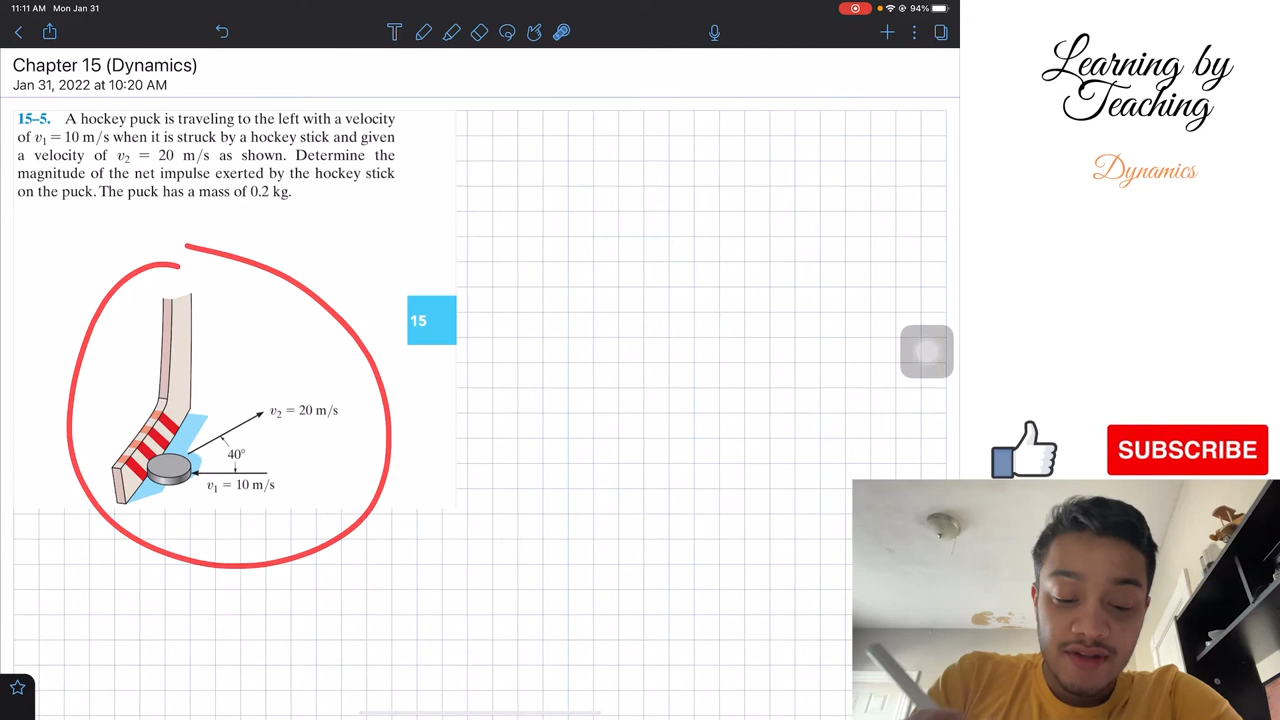 11:11 AM Mon Jan 31
94%
T
Chapter 15 (Dynamics)
Jan 31, 2022 at 10:20 AM
15–5. A hockey puck is traveling to the left with a velocity
of v₁ = 10 m/s when it is struck by a hockey stick and given
a velocity of v₂ = 20 m/s as shown. Determine the
magnitude of the net impulse exerted by the hockey stick
on the puck. The puck has a mass of 0.2 kg.
15
v₂ = 20 m/s
40°
v₁ = 10 m/s
Learning by
Teaching
Dynamics
SUBSCRIBE